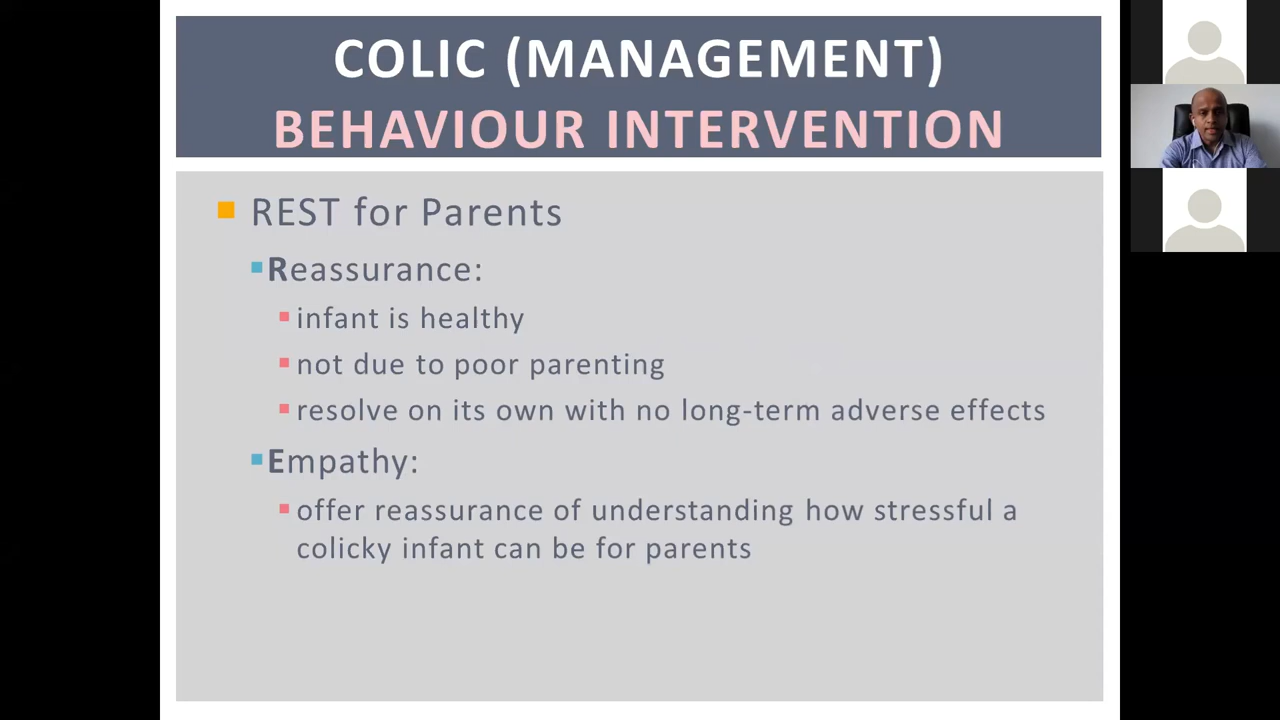 COLIC (MANAGEMENT)
BEHAVIOUR INTERVENTION
REST for Parents
Reassurance:
infant is healthy
not due to poor parenting
resolve on its own with no long-term adverse effects
Empathy:
offer reassurance of understanding how stressful a
colicky infant can be for parents